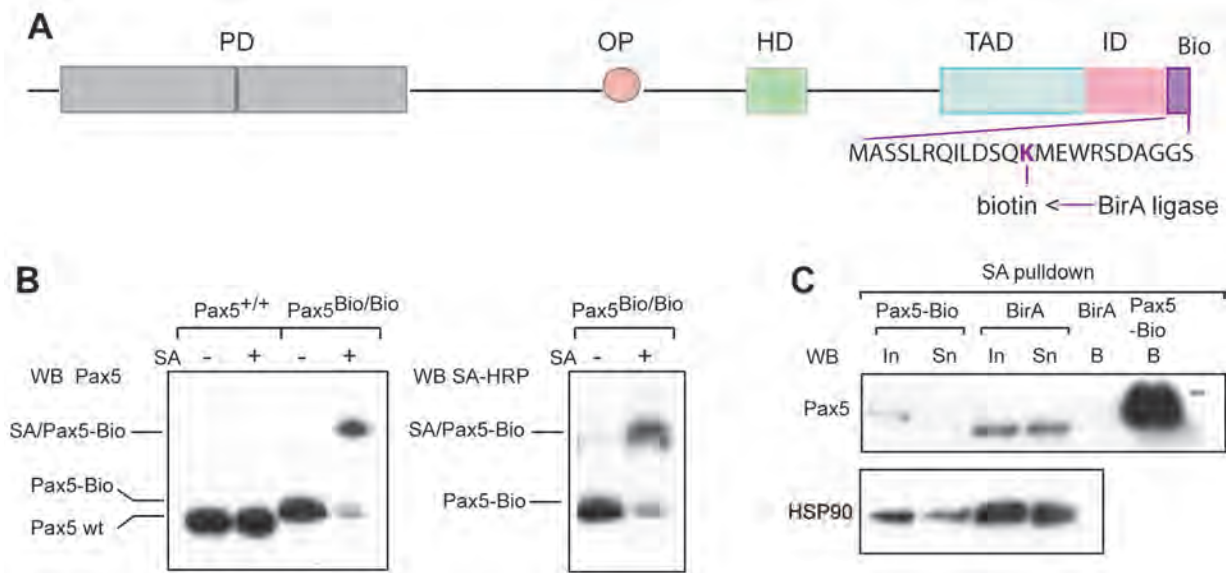 A
PD OP HD TAD ID Bio
MASSLRQILDSQKMEWRSDAGGS
biotin < BirA ligase
B
Pax5+/+ Pax5Bio/Bio
SA - + - +
WB Pax5
SA/Pax5-Bio
Pax5-Bio
Pax5 wt
Pax5Bio/Bio
SA - +
WB SA-HRP
SA/Pax5-Bio
Pax5-Bio
C
SA pulldown
Pax5-Bio BirA BirA Pax5
-Bio
WB In Sn In Sn B B
Pax5
HSP90